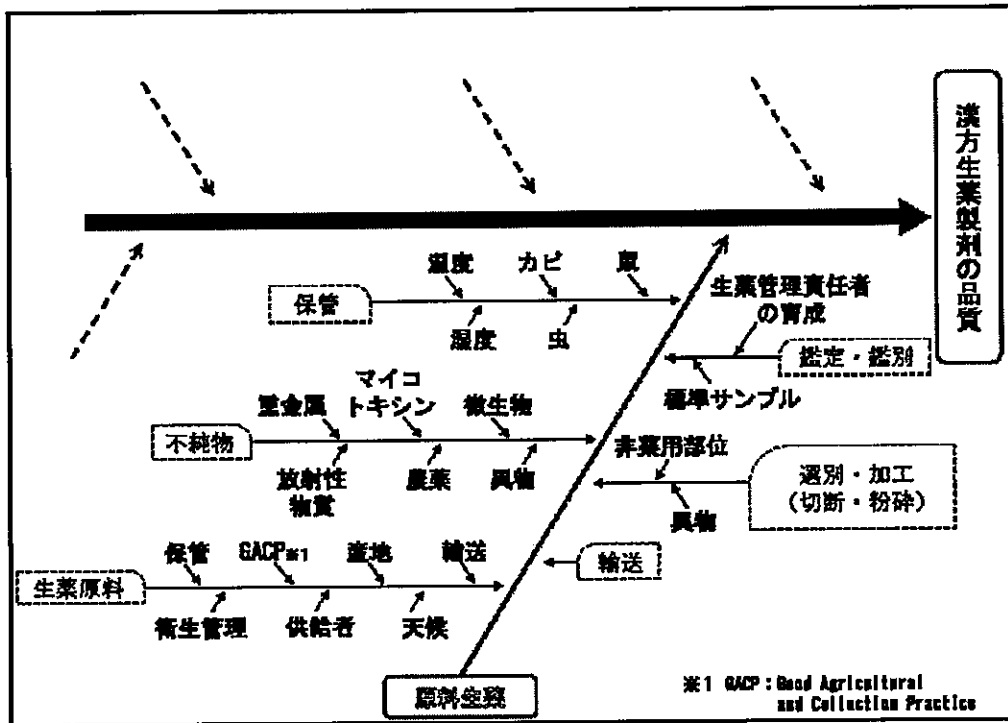 漢方生薬製剤の品質
温度
カビ
鼠
保管
湿度
虫
生薬管理責任者
の育成
鑑定・鑑別
標準サンプル
重金属
マイコ
トキシン
微生物
不純物
放射性
物質
農薬
異物
非薬用部位
選別・加工
(切断・粉砕)
異物
保管
GACP※1
産地
輸送
輸送
生薬原料
衛生管理
供給者
天候
原料生薬
※1 GACP:Good Agricultural
and Collection Practice